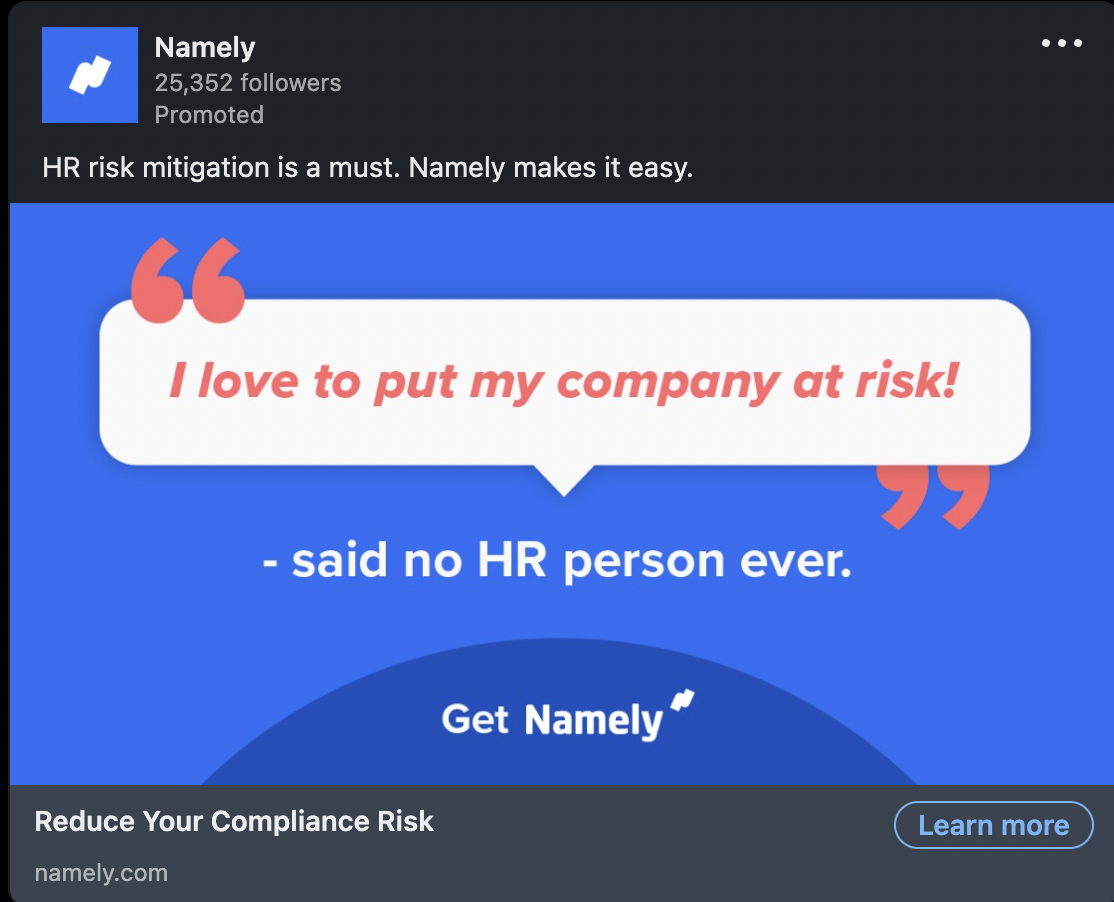 Namely
25,352 followers
Promoted
HR risk mitigation is a must. Namely makes it easy.
“
I love to put my company at risk!
”
- said no HR person ever.
Get Namely
Reduce Your Compliance Risk
Learn more
namely.com